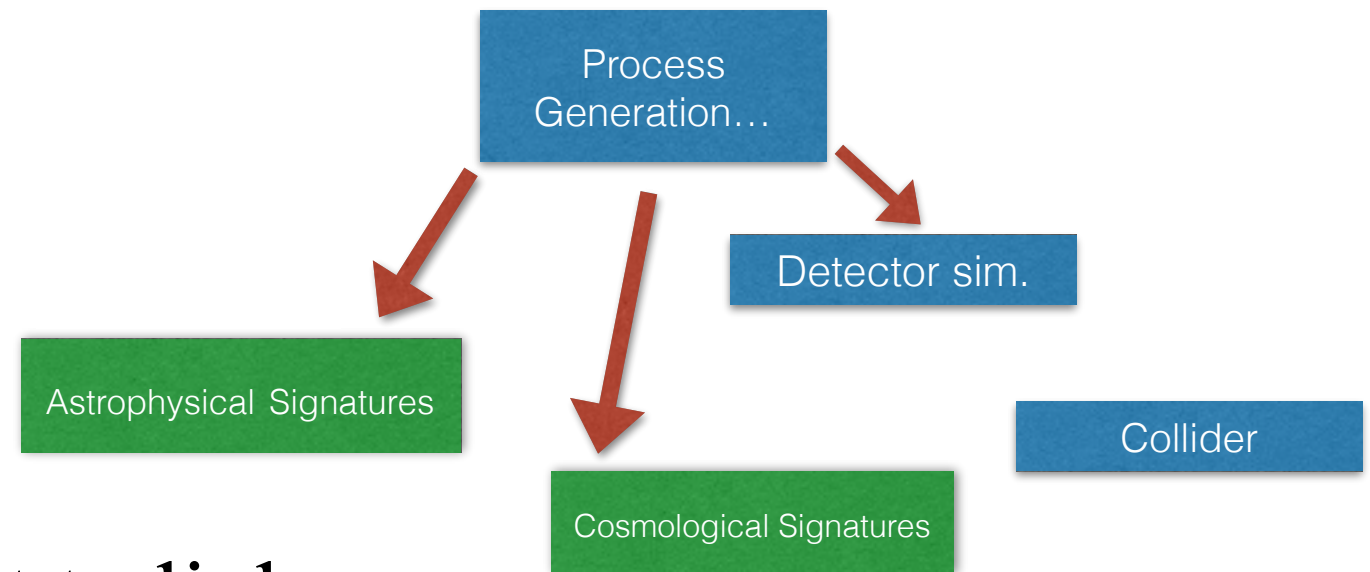 Process
Generation…
Detector sim.
Astrophysical Signatures
Collider
Cosmological Signatures